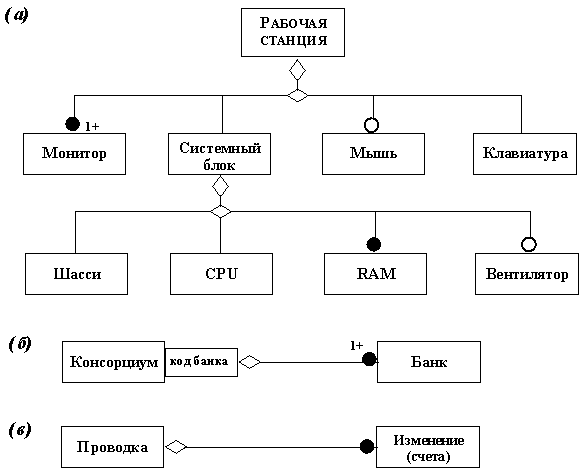 (а)
РАБОЧАЯ
СТАНЦИЯ
1+
Монитор
Системный
блок
Мышь
Клавиатура
Шасси
CPU
RAM
Вентилятор
(б)
Консорциум
код банка
1+
Банк
(в)
Проводка
Изменение
(счета)